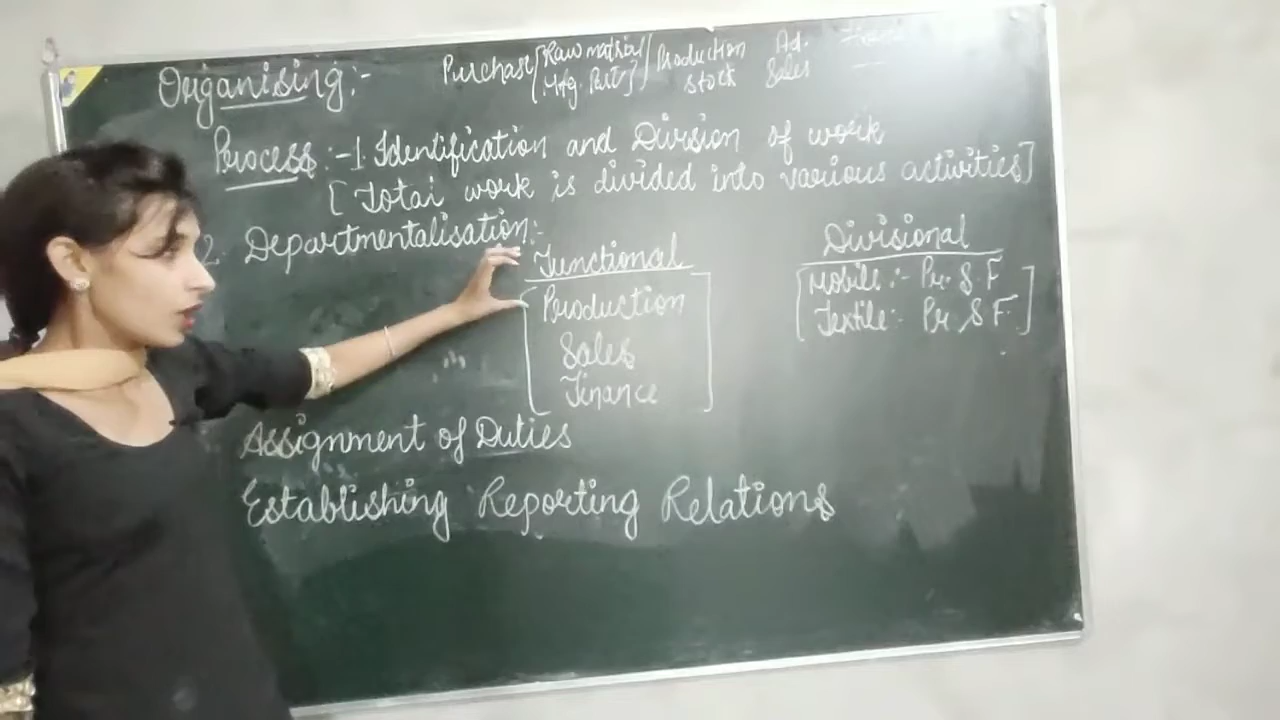 Organising:-
Purchase [Raw matrial / Production Ad.
Mfg. Part] stock Sales
Process :- 1. Identification and Division of work
[ Total work is divided into various activities]
2. Departmentalisation:-
Functional
Production
Sales
Finance
Divisional
Mobile:- Pr. S F
Textile:- Pr. S F
Assignment of Duties
Establishing Reporting Relations